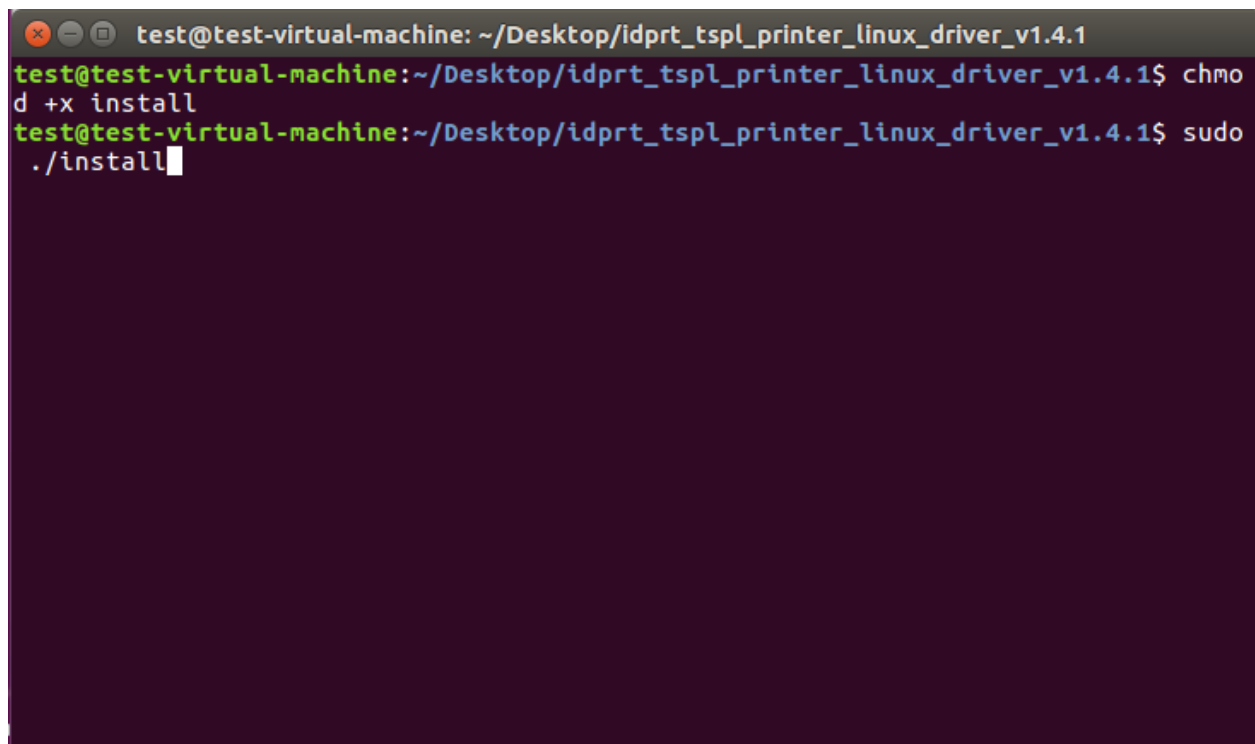 test@test-virtual-machine: ~/Desktop/idprt_tspl_printer_linux_driver_v1.4.1
test@test-virtual-machine:~/Desktop/idprt_tspl_printer_linux_driver_v1.4.1$ chmo
d +x install
test@test-virtual-machine:~/Desktop/idprt_tspl_printer_linux_driver_v1.4.1$ sudo
 ./install